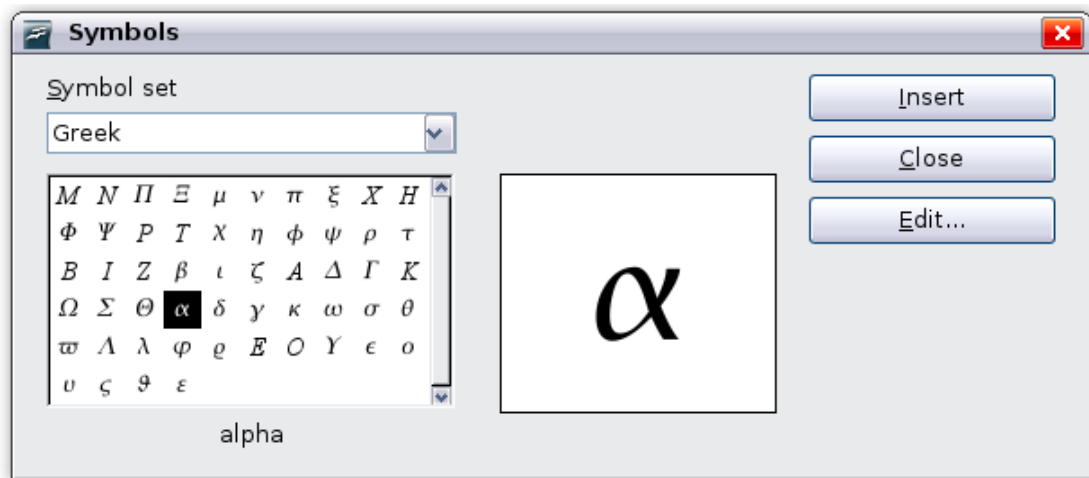 Symbols
Symbol set
Greek
Μ Ν Π Ξ μ ν π ξ Χ Η
Φ Ψ Ρ Τ χ η ϕ ψ ρ τ
Β Ι Ζ β ι ζ Α Δ Γ Κ
Ω Σ Θ α δ γ κ ω σ θ
ϖ Λ λ φ ϱ Ε Ο Υ ϵ ο
υ ς ϑ ε
alpha
α
Insert
Close
Edit...